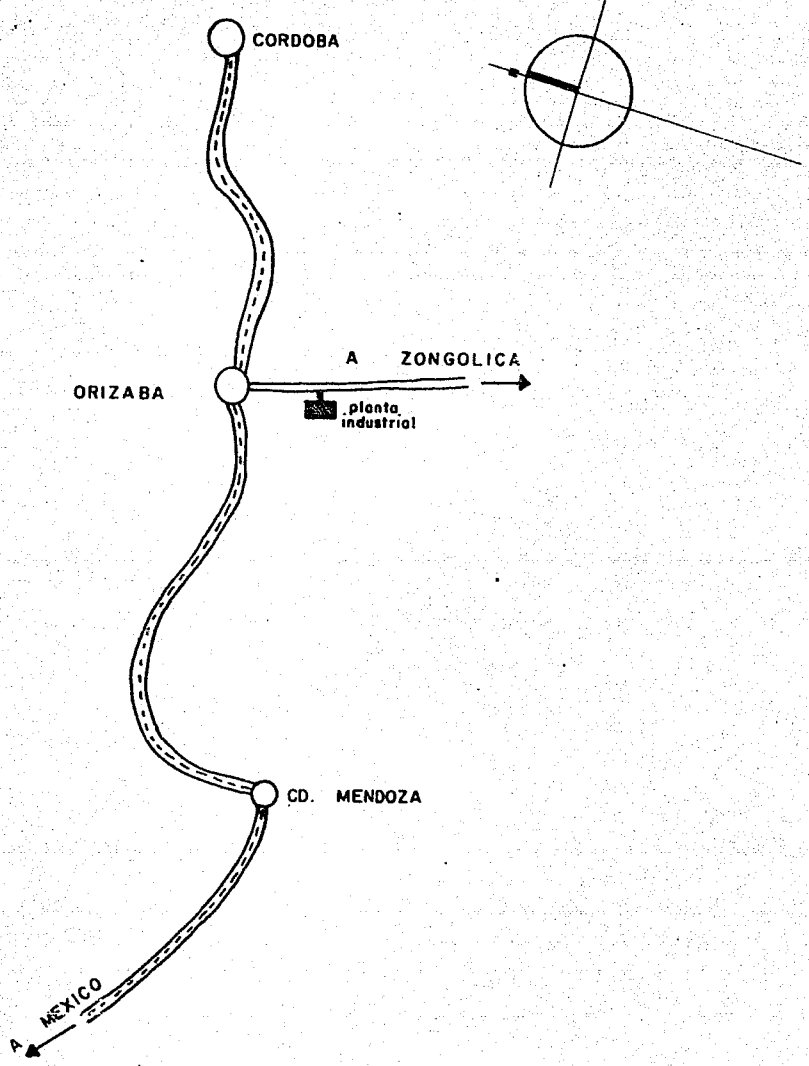 CORDOBA
A ZONGOLICA
ORIZABA
planta
industrial
CD. MENDOZA
A MEXICO